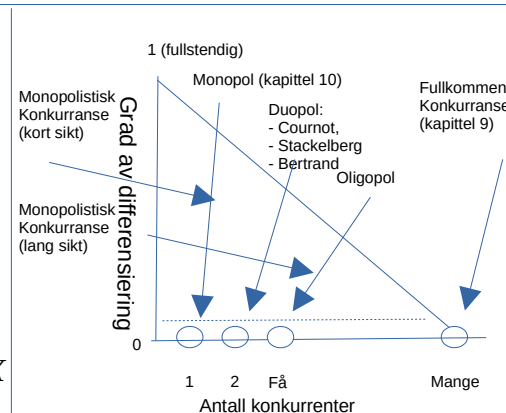 1 (fullstendig)
Monopol (kapittel 10)
Monopolistisk
Konkurranse
(kort sikt)
Grad av differensiering
Duopol:
- Cournot,
- Stackelberg
- Bertrand
Oligopol
Fullkommen
Konkurranse
(kapittel 9)
Monopolistisk
Konkurranse
(lang sikt)
0
X
1
2
Få
Mange
Antall konkurrenter